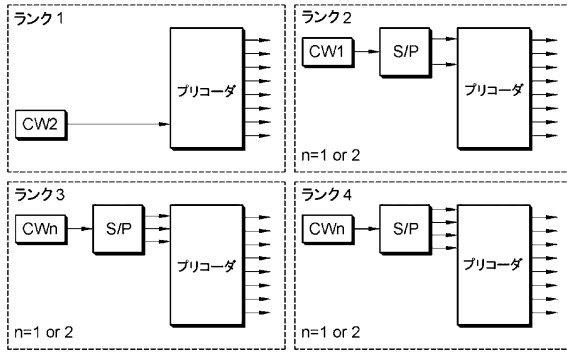 ランク1
プリコーダ
CW2
ランク2
CW1
S/P
プリコーダ
n=1 or 2
ランク3
CWn
S/P
プリコーダ
n=1 or 2
ランク4
CWn
S/P
プリコーダ
n=1 or 2